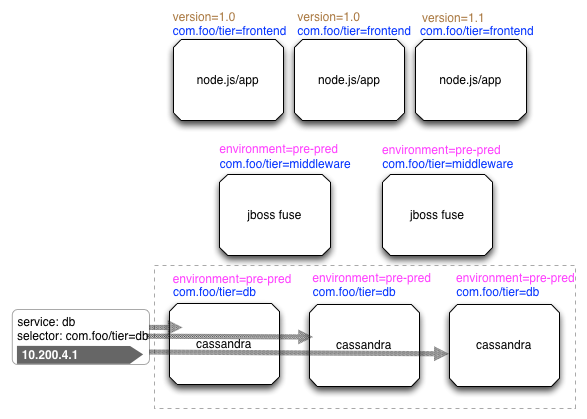 version=1.0
version=1.0
version=1.1
com.foo/tier=frontend
com.foo/tier=frontend
com.foo/tier=frontend
node.js/app
node.js/app
node.js/app
environment=pre-pred
environment=pre-pred
com.foo/tier=middleware
com.foo/tier=middleware
jboss fuse
jboss fuse
environment=pre-pred
environment=pre-pred
environment=pre-pred
com.foo/tier=db
com.foo/tier=db
com.foo/tier=db
service: db
selector: com.foo/tier=db
10.200.4.1
cassandra
cassandra
cassandra